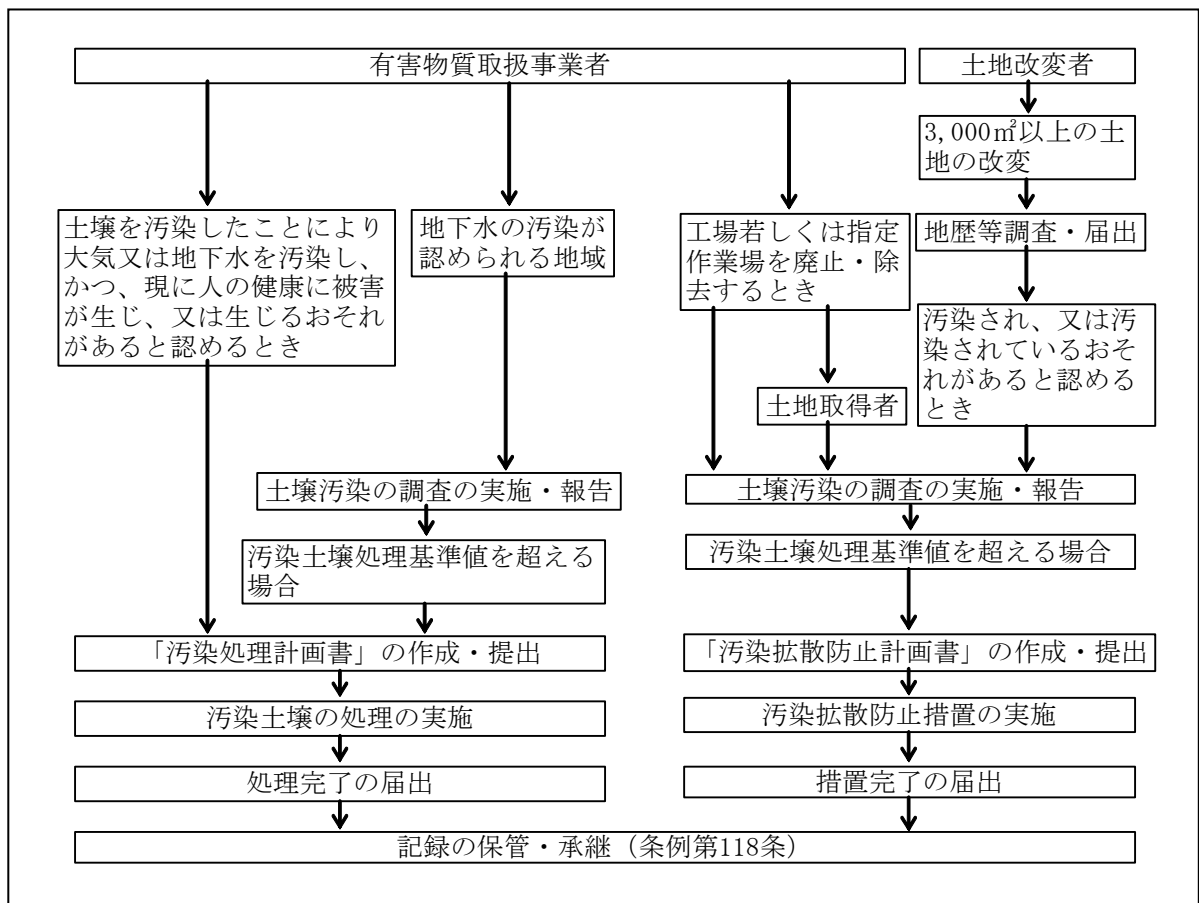 有害物質取扱事業者
土地改変者
3,000㎡以上の土
地の改変
土壌を汚染したことにより
大気又は地下水を汚染し、
かつ、現に人の健康に被害
が生じ、又は生じるおそれ
があると認めるとき
地下水の汚染が
認められる地域
工場若しくは指定
作業場を廃止・除
去するとき
地歴等調査・届出
汚染され、又は汚
染されているおそ
れがあると認める
とき
土地取得者
土壌汚染の調査の実施・報告
土壌汚染の調査の実施・報告
汚染土壌処理基準値を超える
場合
汚染土壌処理基準値を超える場合
「汚染処理計画書」の作成・提出
「汚染拡散防止計画書」の作成・提出
汚染土壌の処理の実施
汚染拡散防止措置の実施
処理完了の届出
措置完了の届出
記録の保管・承継（条例第118条）